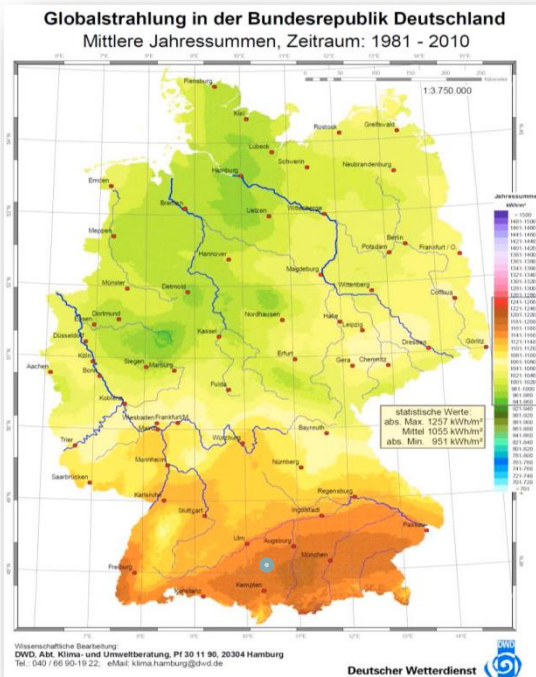 Globalstrahlung in der Bundesrepublik Deutschland
Mittlere Jahressummen, Zeitraum: 1981 - 2010
1:3.750.000
Flensburg
Kiel
Rostock
Greifswald
Lübeck
Schwerin
Hamburg
Neubrandenburg
Emden
Bremen
Uelzen
Wittenberge
Meppen
Berlin
Potsdam
Frankfurt / O.
Hannover
Magdeburg
Münster
Detmold
Wittenberg
Cottbus
Dortmund
Essen
Nordhausen
Halle
Leipzig
Düsseldorf
Kassel
Dresden
Görlitz
Köln
Erfurt
Aachen
Bonn
Siegen
Marburg
Gera
Chemnitz
Fulda
Koblenz
Wiesbaden
Frankfurt/M.
Mainz
Bayreuth
Trier
Würzburg
Mannheim
Nürnberg
Saarbrücken
Karlsruhe
Regensburg
Stuttgart
Ingolstadt
Passau
Ulm
Augsburg
München
Freiburg
Konstanz
Kempten
Jahressumme
kWh/m²
> 1500
statistische Werte:
abs. Max. 1257 kWh/m²
Mittel 1055 kWh/m²
abs. Min. 951 kWh/m²
Wissenschaftliche Bearbeitung:
DWD, Abt. Klima- und Umweltberatung, Pf 30 11 90, 20304 Hamburg
Tel.: 040 / 66 90-19 22; eMail: klima.hamburg@dwd.de
Deutscher Wetterdienst
DWD